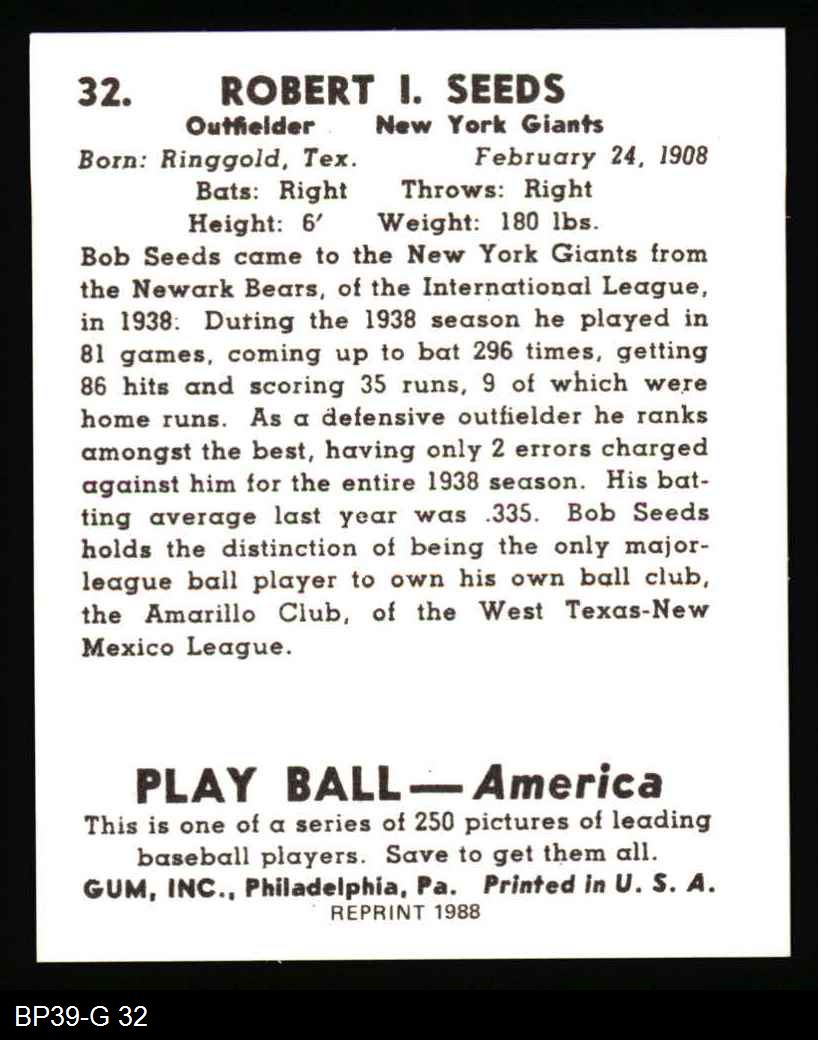 32. ROBERT I. SEEDS
Outfielder New York Giants
Born: Ringgold, Tex. February 24, 1908
Bats: Right Throws: Right
Height: 6′ Weight: 180 lbs.
Bob Seeds came to the New York Giants from
the Newark Bears, of the International League,
in 1938. During the 1938 season he played in
81 games, coming up to bat 296 times, getting
86 hits and scoring 35 runs, 9 of which were
home runs. As a defensive outfielder he ranks
amongst the best, having only 2 errors charged
against him for the entire 1938 season. His bat-
ting average last year was .335. Bob Seeds
holds the distinction of being the only major-
league ball player to own his own ball club,
the Amarillo Club, of the West Texas-New
Mexico League.
PLAY BALL—America
This is one of a series of 250 pictures of leading
baseball players. Save to get them all.
GUM, INC., Philadelphia, Pa. Printed in U. S. A.
REPRINT 1988
BP39-G 32